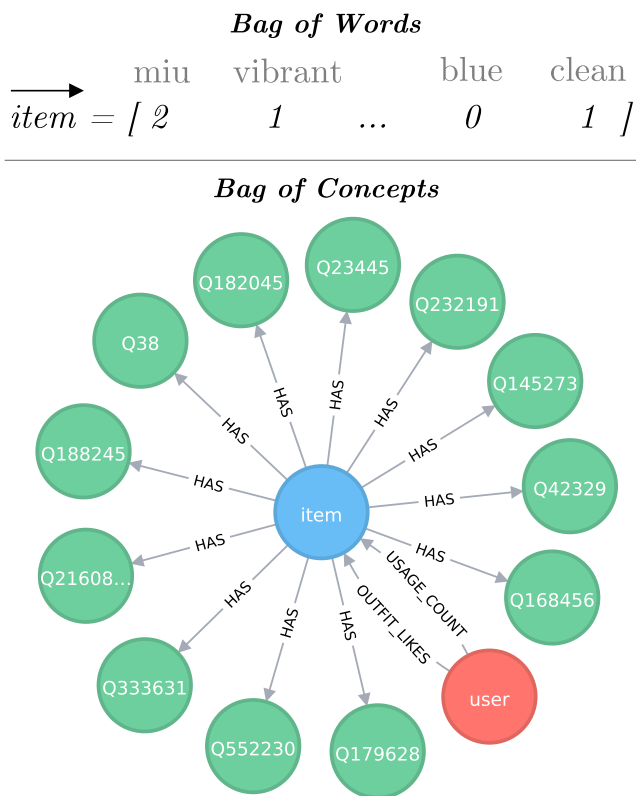 Bag of Words
miu vibrant blue clean
item = [ 2 1 ... 0 1 ]
Bag of Concepts
Q23445
Q182045
Q232191
Q38
Q145273
HAS
HAS
HAS
HAS
HAS
Q188245
HAS
HAS
Q42329
item
HAS
HAS
Q21608...
USAGE_COUNT
Q168456
HAS
OUTFIT_LIKES
HAS
HAS
Q333631
user
Q552230
Q179628